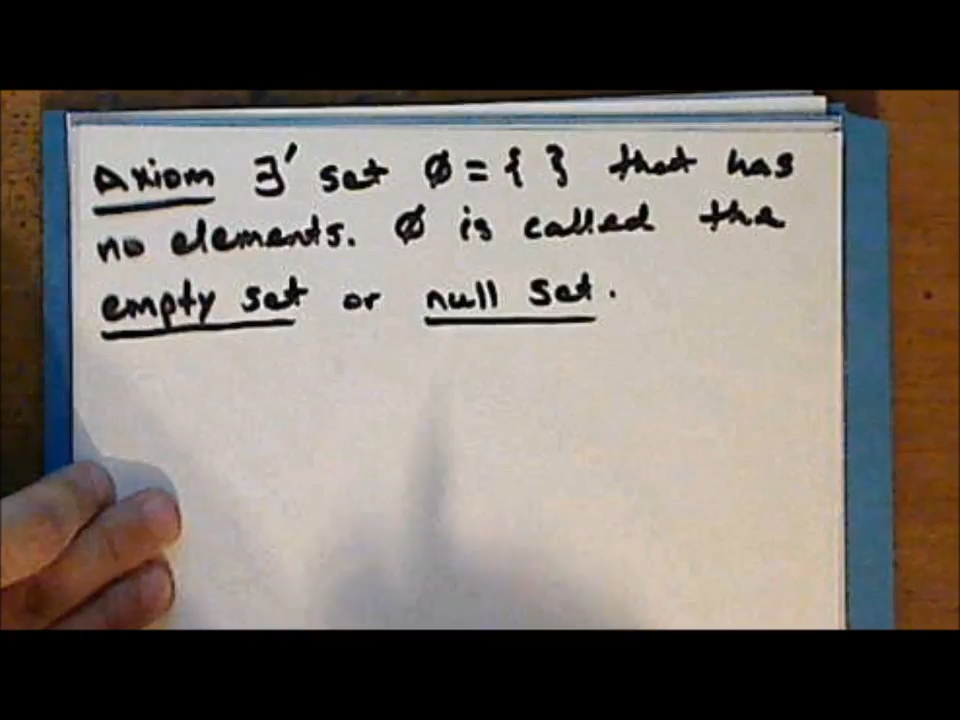 Axiom ∃′ set Ø = { } that has
no elements. Ø is called the
empty set or null set.